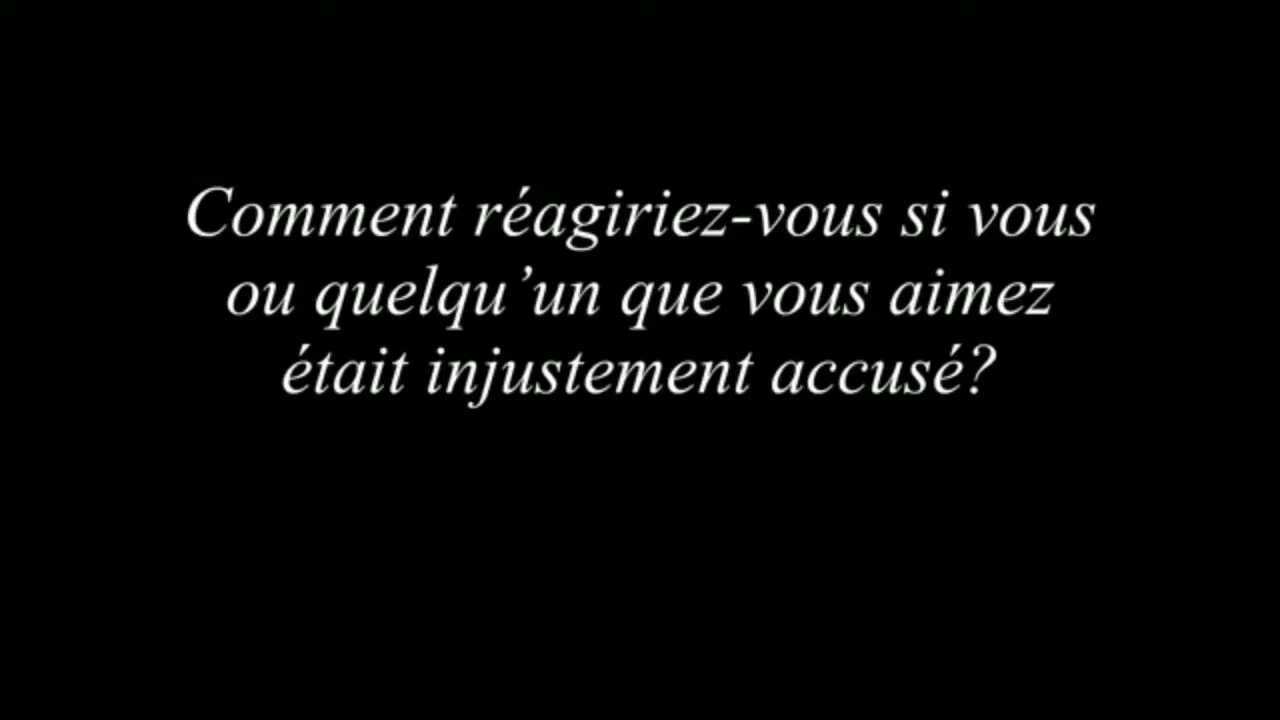 Comment réagiriez-vous si vous
ou quelqu’un que vous aimez
était injustement accusé?